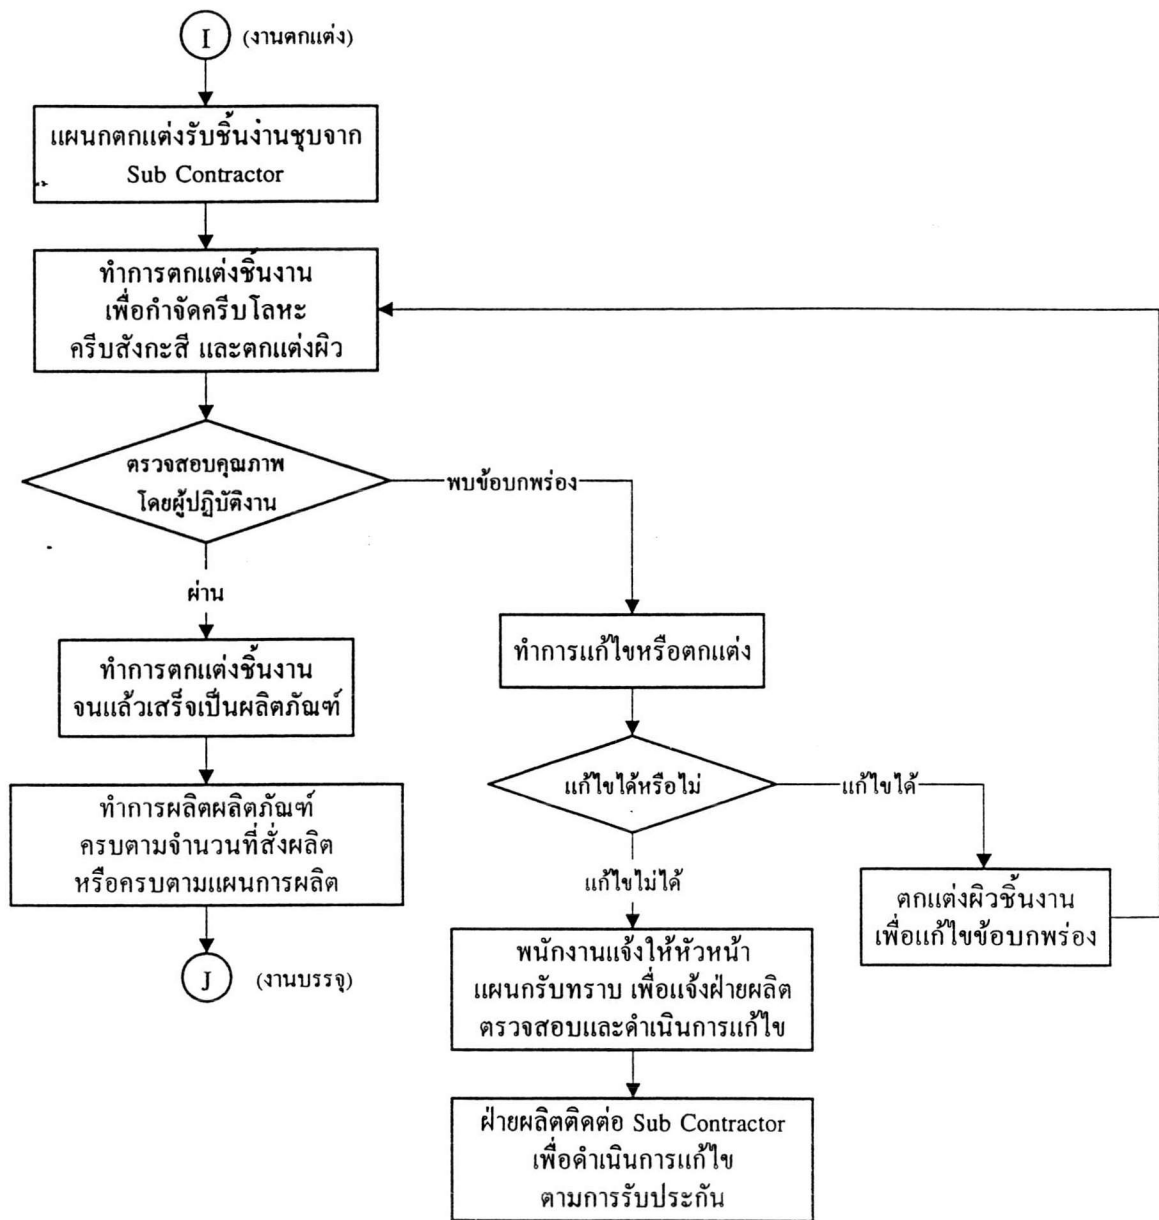 I (งานตกแต่ง)
แผนกตกแต่งรับชิ้นงานชุบจาก
Sub Contractor
ทำการตกแต่งชิ้นงาน
เพื่อกำจัดครีบโลหะ
ครีบสังกะสี และตกแต่งผิว
ตรวจสอบคุณภาพ
โดยผู้ปฏิบัติงาน
พบข้อบกพร่อง
ผ่าน
ทำการตกแต่งชิ้นงาน
จนแล้วเสร็จเป็นผลิตภัณฑ์
ทำการผลิตผลิตภัณฑ์
ครบตามจำนวนที่สั่งผลิต
หรือครบตามแผนการผลิต
J (งานบรรจุ)
ทำการแก้ไขหรือตกแต่ง
แก้ไขได้หรือไม่
แก้ไขได้
ตกแต่งผิวชิ้นงาน
เพื่อแก้ไขข้อบกพร่อง
แก้ไขไม่ได้
พนักงานแจ้งให้หัวหน้า
แผนกรับทราบ เพื่อแจ้งฝ่ายผลิต
ตรวจสอบและดำเนินการแก้ไข
ฝ่ายผลิตติดต่อ Sub Contractor
เพื่อดำเนินการแก้ไข
ตามการรับประกัน